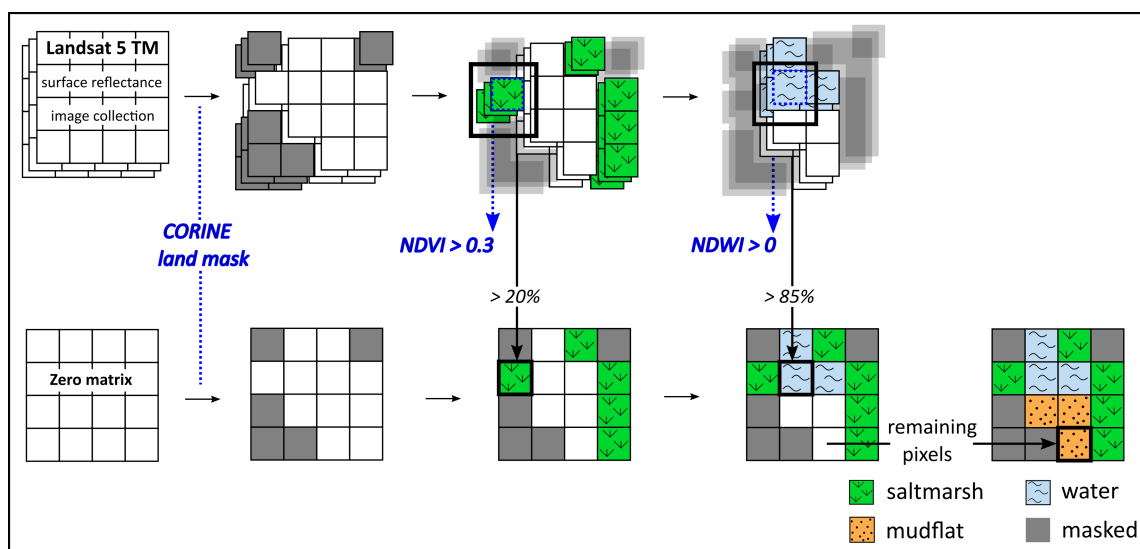 Landsat 5 TM
surface reflectance
image collection
CORINE
land mask
NDVI > 0.3
NDWI > 0
> 20%
> 85%
Zero matrix
remaining
pixels
saltmarsh
water
mudflat
masked